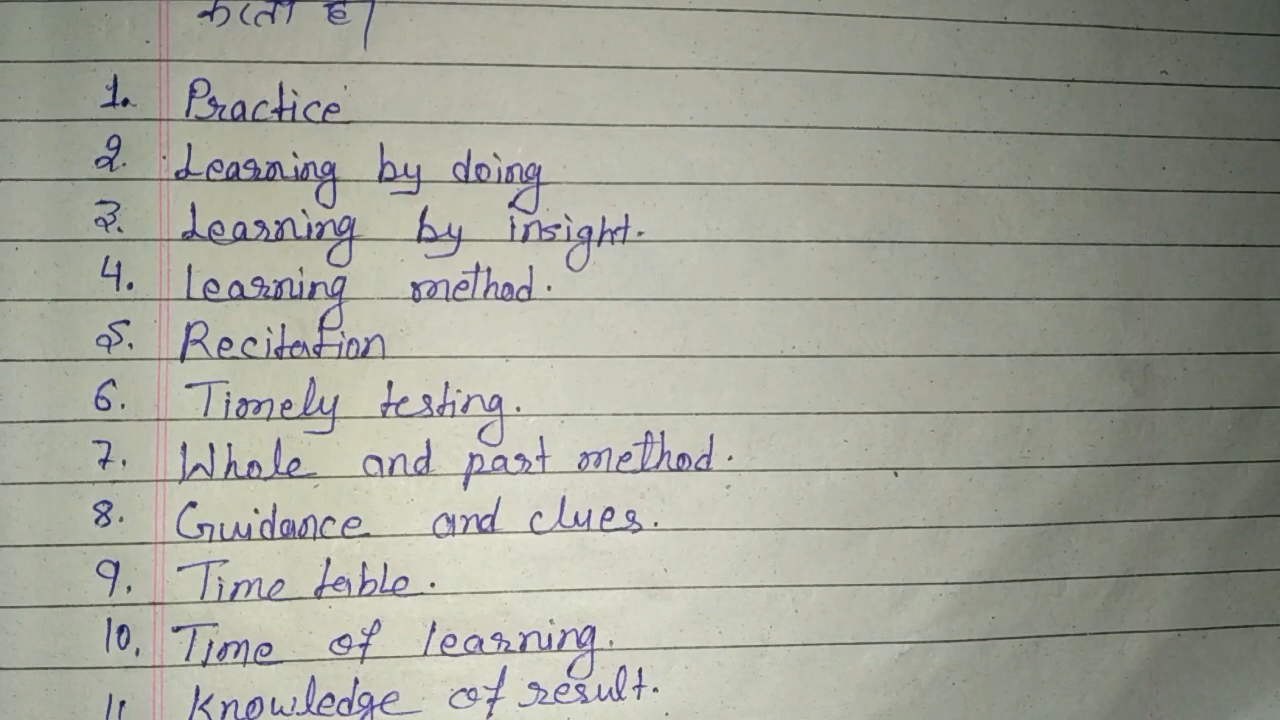 करता है।
1. Practice
2. Learning by doing
3. Learning by insight.
4. learning method.
5. Recitation
6. Timely testing.
7. Whole and part method.
8. Guidance and clues.
9. Time table.
10. Time of learning.
11 Knowledge of result.